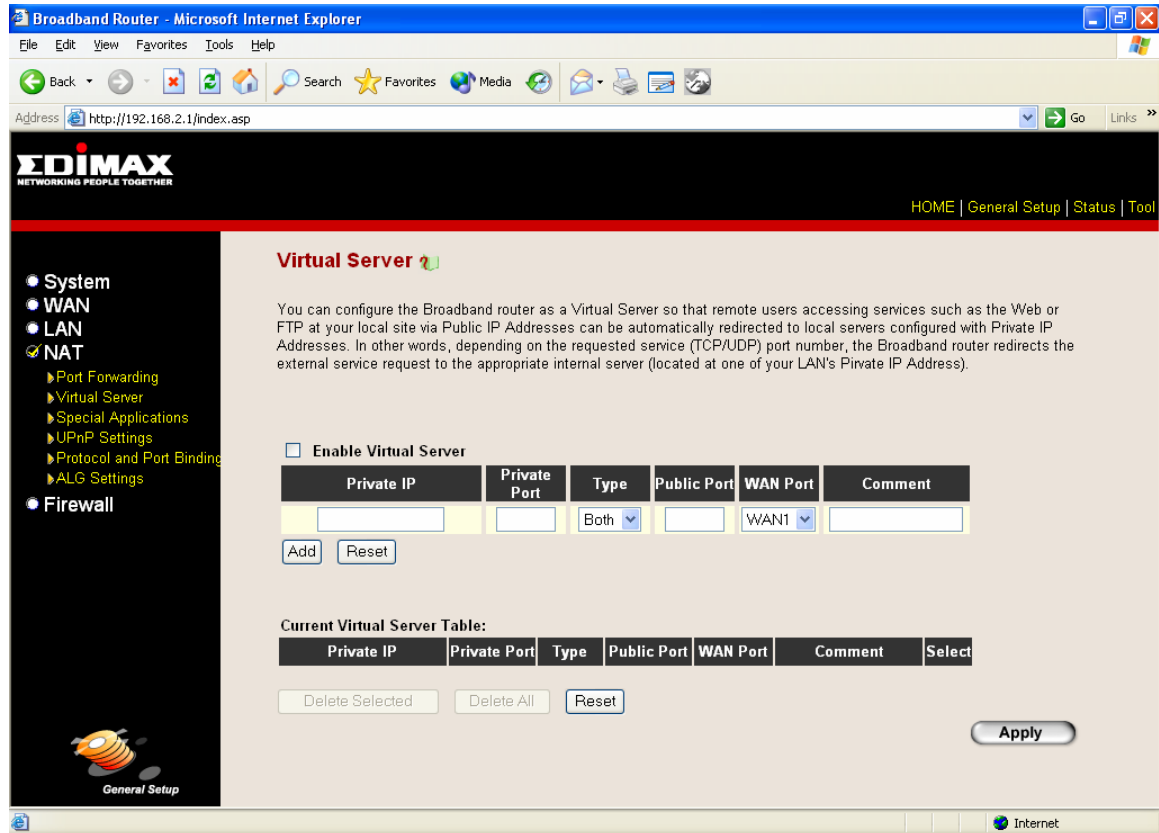 Broadband Router - Microsoft Internet Explorer
File Edit View Favorites Tools Help
Back Search Favorites Media
Address http://192.168.2.1/index.asp Go Links »
EDIMAX
NETWORKING PEOPLE TOGETHER
HOME | General Setup | Status | Tool
System
WAN
LAN
NAT
Port Forwarding
Virtual Server
Special Applications
UPnP Settings
Protocol and Port Binding
ALG Settings
Firewall
General Setup
Virtual Server
You can configure the Broadband router as a Virtual Server so that remote users accessing services such as the Web or
FTP at your local site via Public IP Addresses can be automatically redirected to local servers configured with Private IP
Addresses. In other words, depending on the requested service (TCP/UDP) port number, the Broadband router redirects the
external service request to the appropriate internal server (located at one of your LAN's Pirvate IP Address).
Enable Virtual Server
Private IP Private Port Type Public Port WAN Port Comment
Both WAN1
Add Reset
Current Virtual Server Table:
Private IP Private Port Type Public Port WAN Port Comment Select
Delete Selected Delete All Reset
Apply
Internet